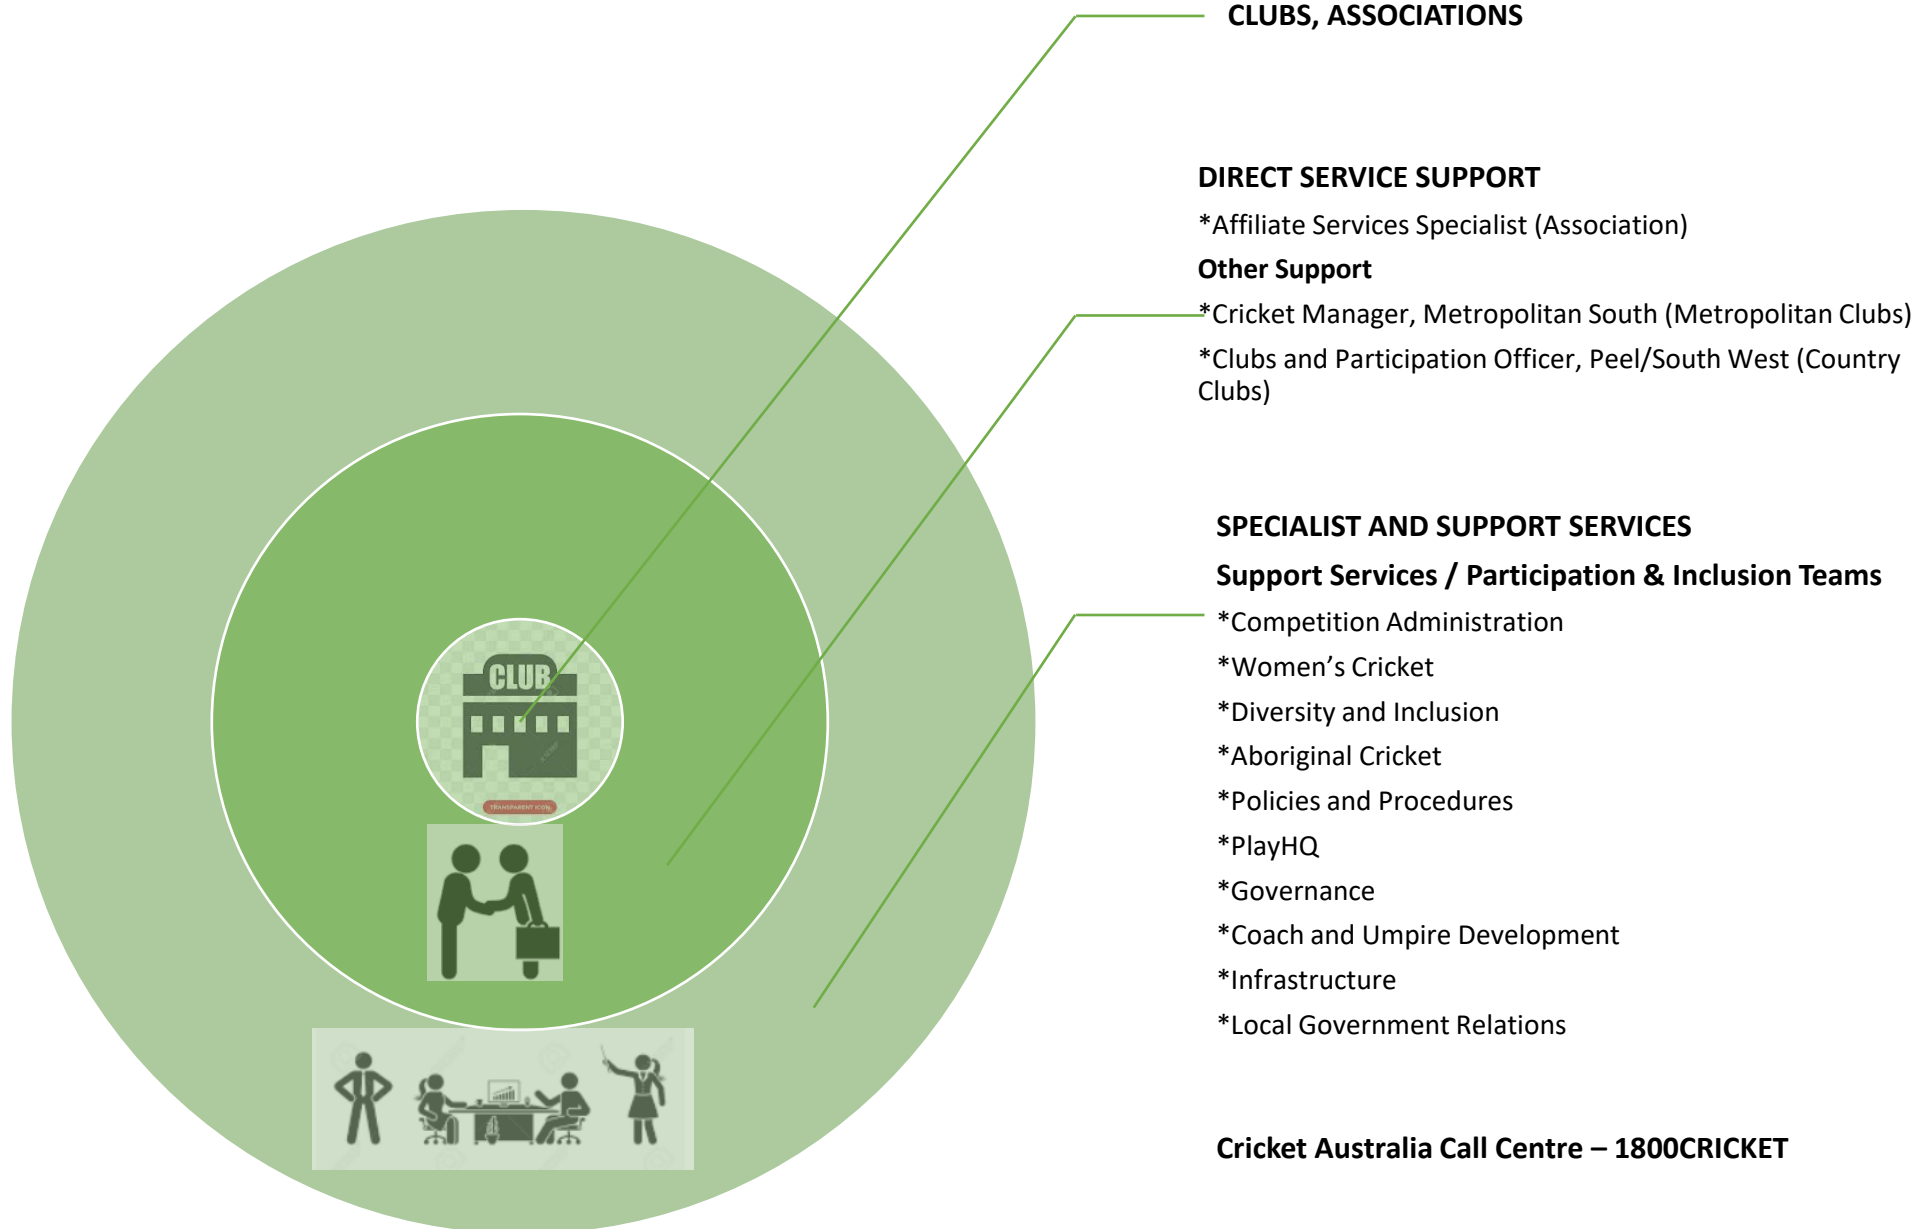 CLUBS, ASSOCIATIONS
DIRECT SERVICE SUPPORT
*Affiliate Services Specialist (Association)
Other Support
*Cricket Manager, Metropolitan South (Metropolitan Clubs)
*Clubs and Participation Officer, Peel/South West (Country
Clubs)
SPECIALIST AND SUPPORT SERVICES
Support Services / Participation & Inclusion Teams
*Competition Administration
*Women’s Cricket
*Diversity and Inclusion
*Aboriginal Cricket
*Policies and Procedures
*PlayHQ
*Governance
*Coach and Umpire Development
*Infrastructure
*Local Government Relations
Cricket Australia Call Centre – 1800CRICKET
CLUB
TRANSPARENT ICON